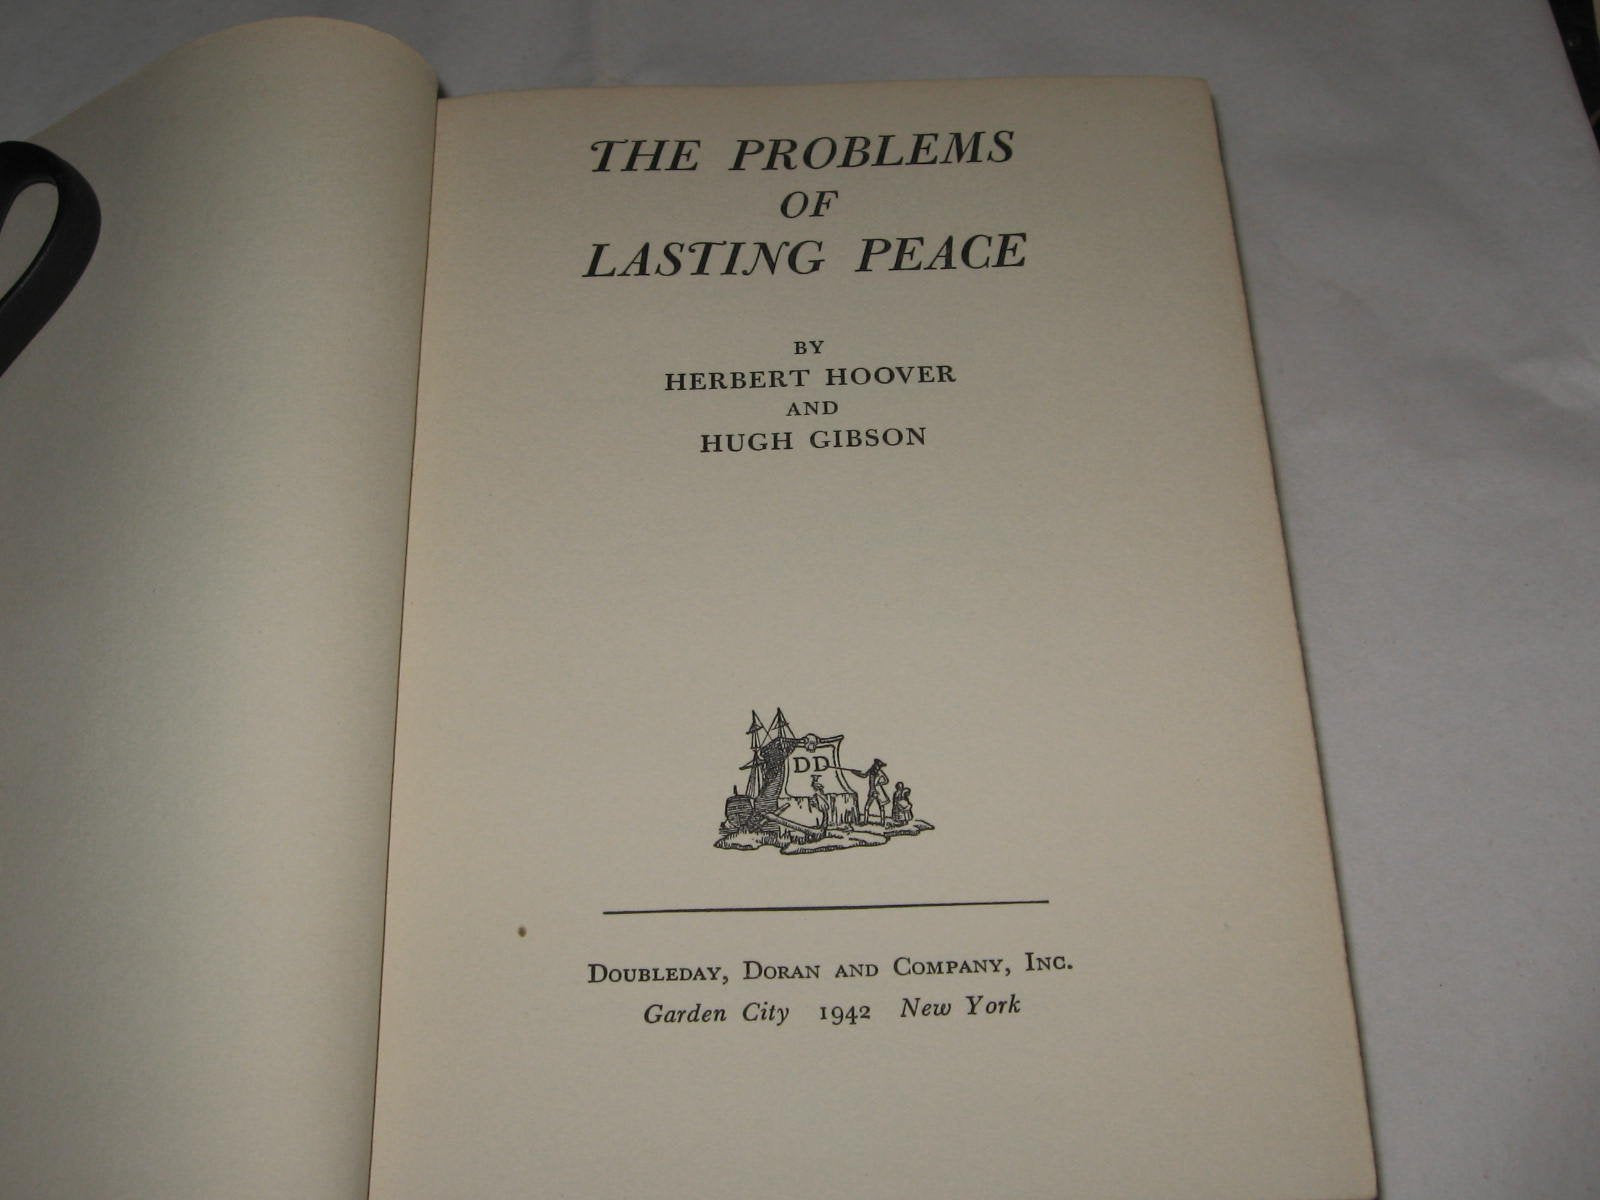 THE PROBLEMS
OF
LASTING PEACE
BY
HERBERT HOOVER
AND
HUGH GIBSON
DD
Doubleday, Doran and Company, Inc.
Garden City 1942 New York